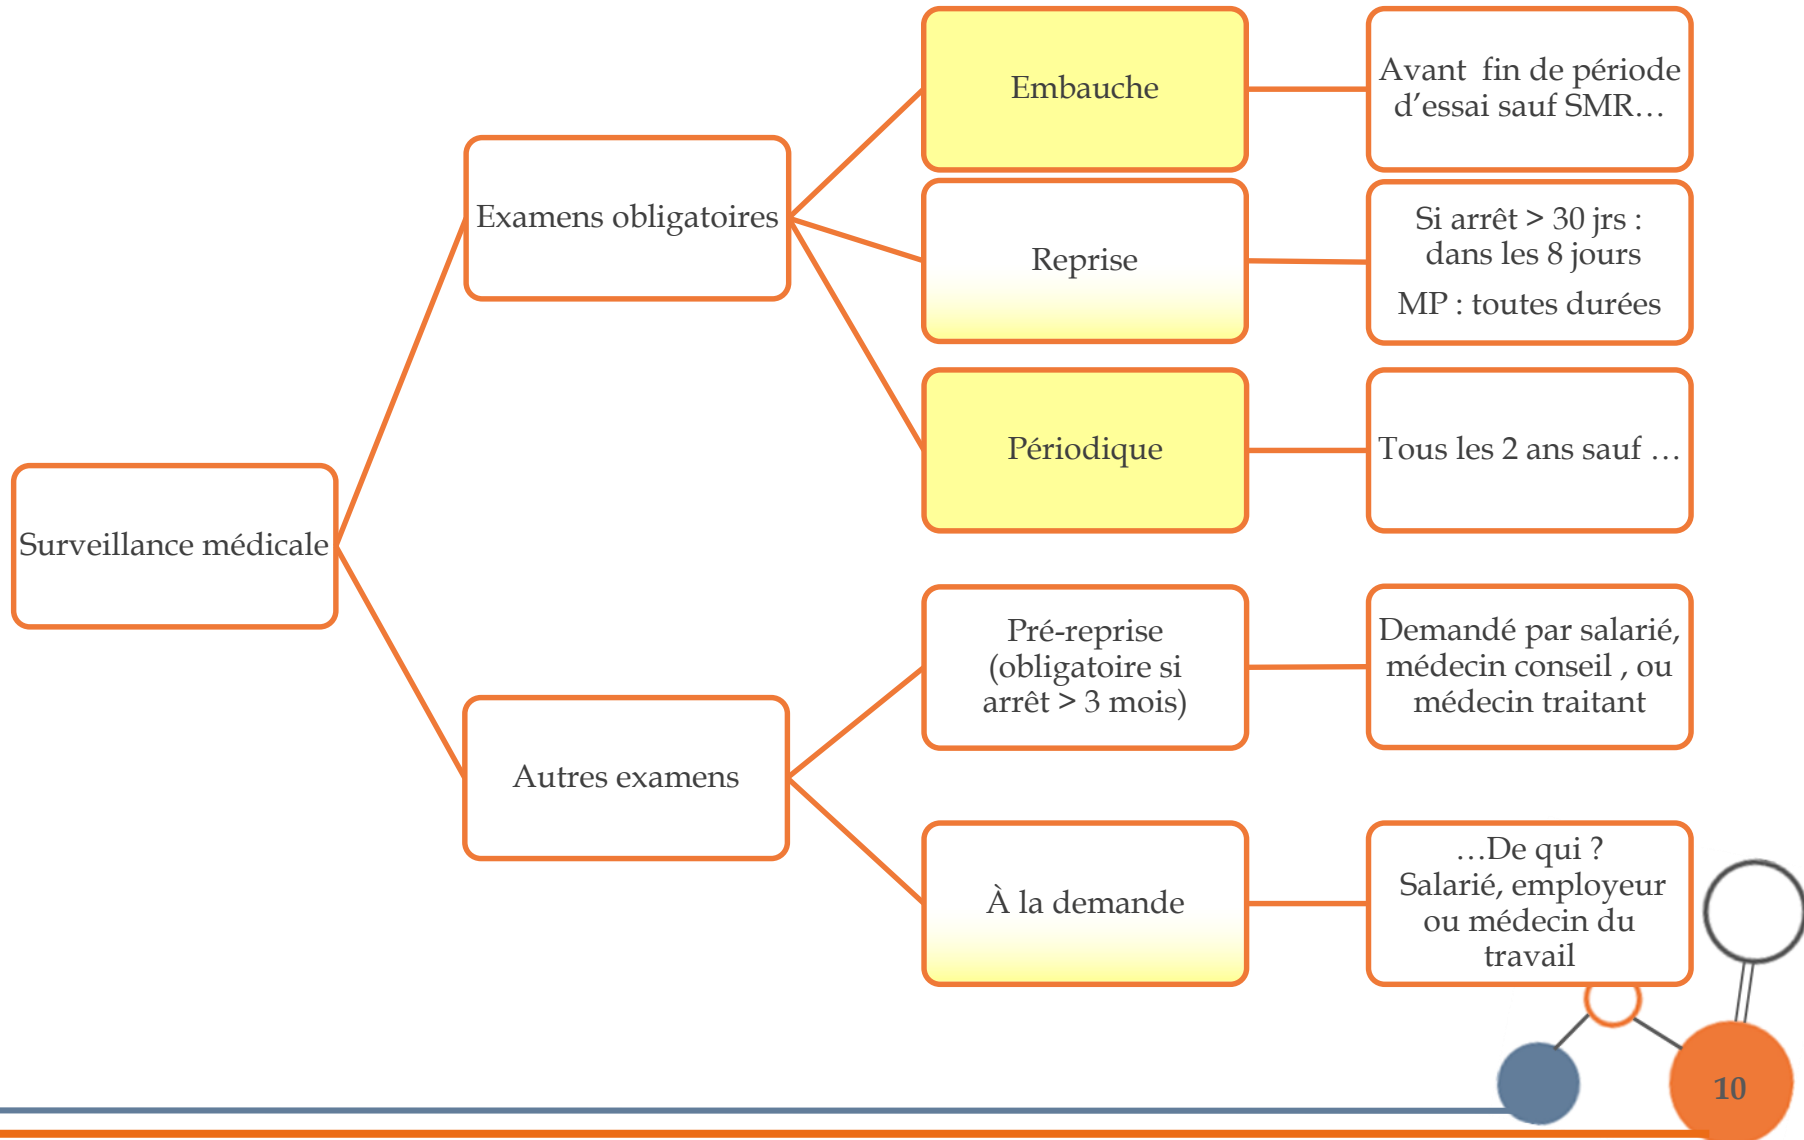 Surveillance médicale
Examens obligatoires
Embauche
Avant fin de période
d’essai sauf SMR…
Reprise
Si arrêt > 30 jrs :
dans les 8 jours
MP : toutes durées
Périodique
Tous les 2 ans sauf …
Autres examens
Pré-reprise
(obligatoire si
arrêt > 3 mois)
Demandé par salarié,
médecin conseil , ou
médecin traitant
À la demande
…De qui ?
Salarié, employeur
ou médecin du
travail
10